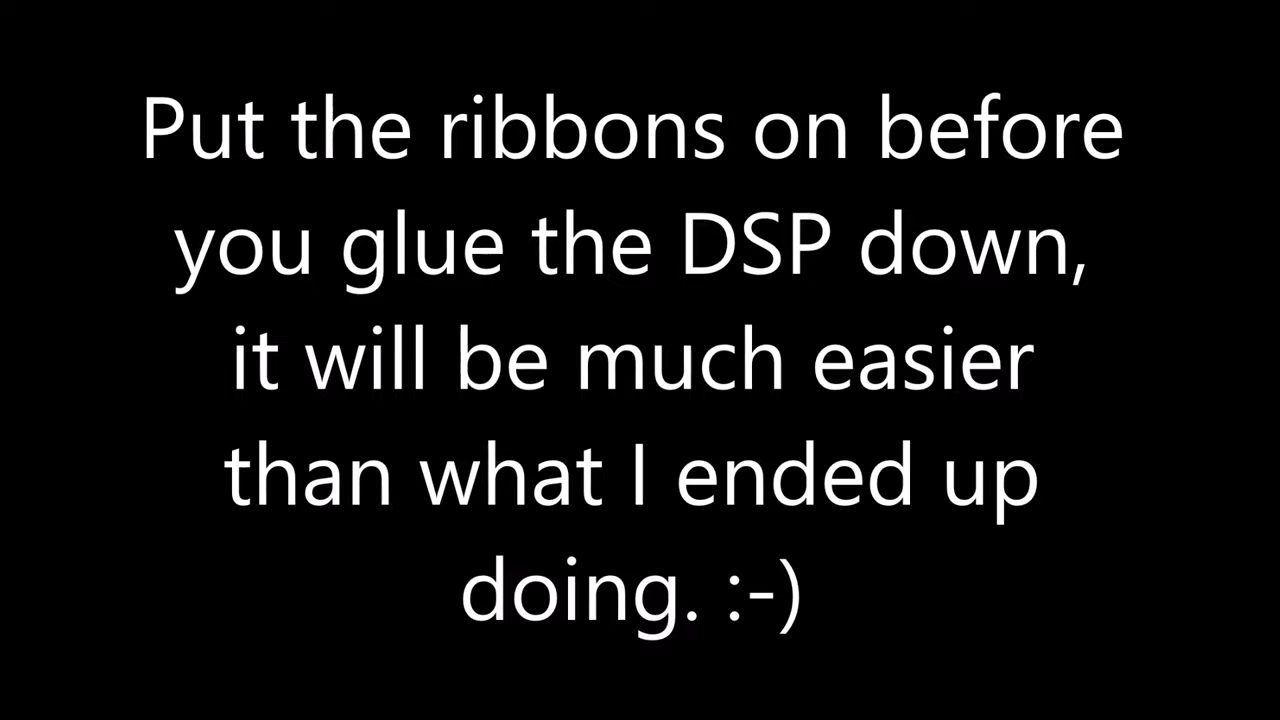 Put the ribbons on before
you glue the DSP down,
it will be much easier
than what I ended up
doing. :-)